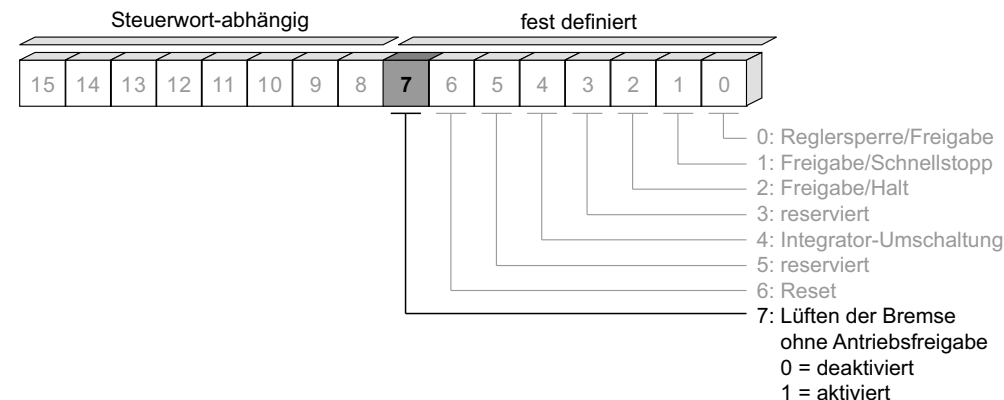 Steuerwort-abhängig fest definiert
15 14 13 12 11 10 9 8 7 6 5 4 3 2 1 0
0: Reglersperre/Freigabe
1: Freigabe/Schnellstopp
2: Freigabe/Halt
3: reserviert
4: Integrator-Umschaltung
5: reserviert
6: Reset
7: Lüften der Bremse
ohne Antriebsfreigabe
0 = deaktiviert
1 = aktiviert